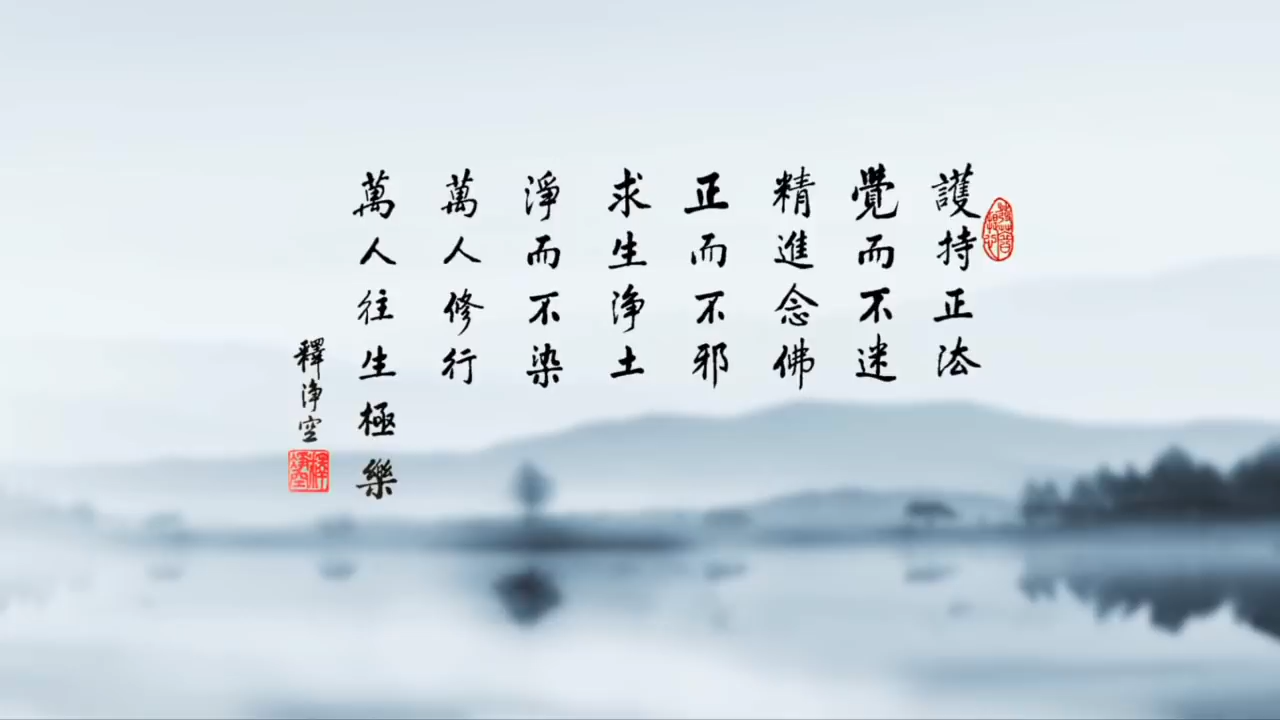 護持正法
覺而不迷
精進念佛
正而不邪
求生淨土
淨而不染
萬人修行
萬人往生極樂
釋淨空